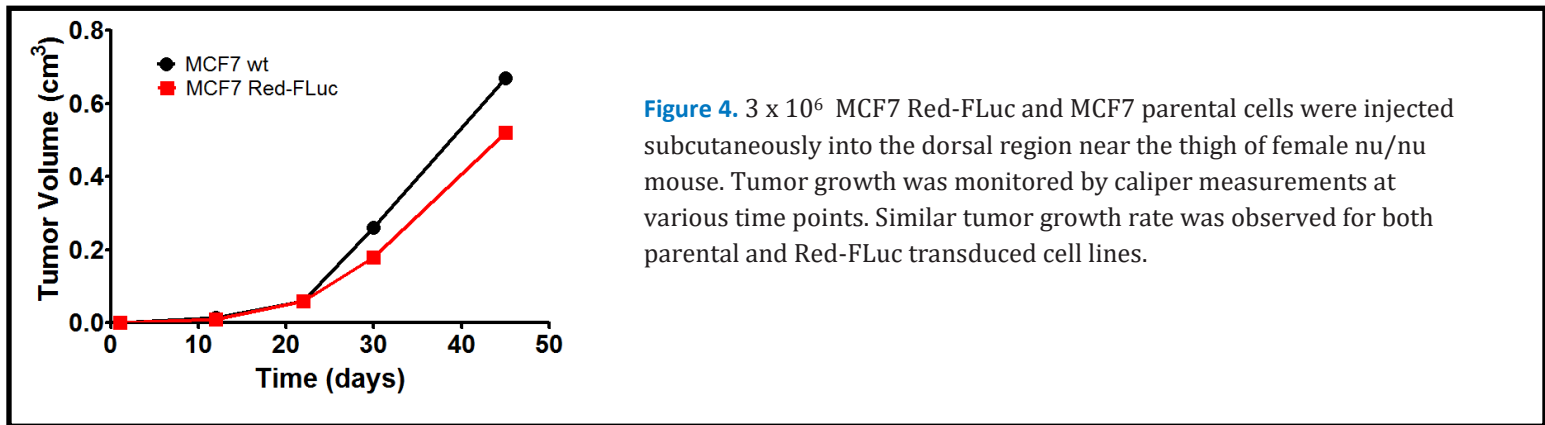 0.8
0.6
0.4
0.2
0.0
Tumor Volume (cm³)
MCF7 wt
MCF7 Red-FLuc
0 10 20 30 40 50
Time (days)
Figure 4. 3 x 10⁶ MCF7 Red-FLuc and MCF7 parental cells were injected
subcutaneously into the dorsal region near the thigh of female nu/nu
mouse. Tumor growth was monitored by caliper measurements at
various time points. Similar tumor growth rate was observed for both
parental and Red-FLuc transduced cell lines.